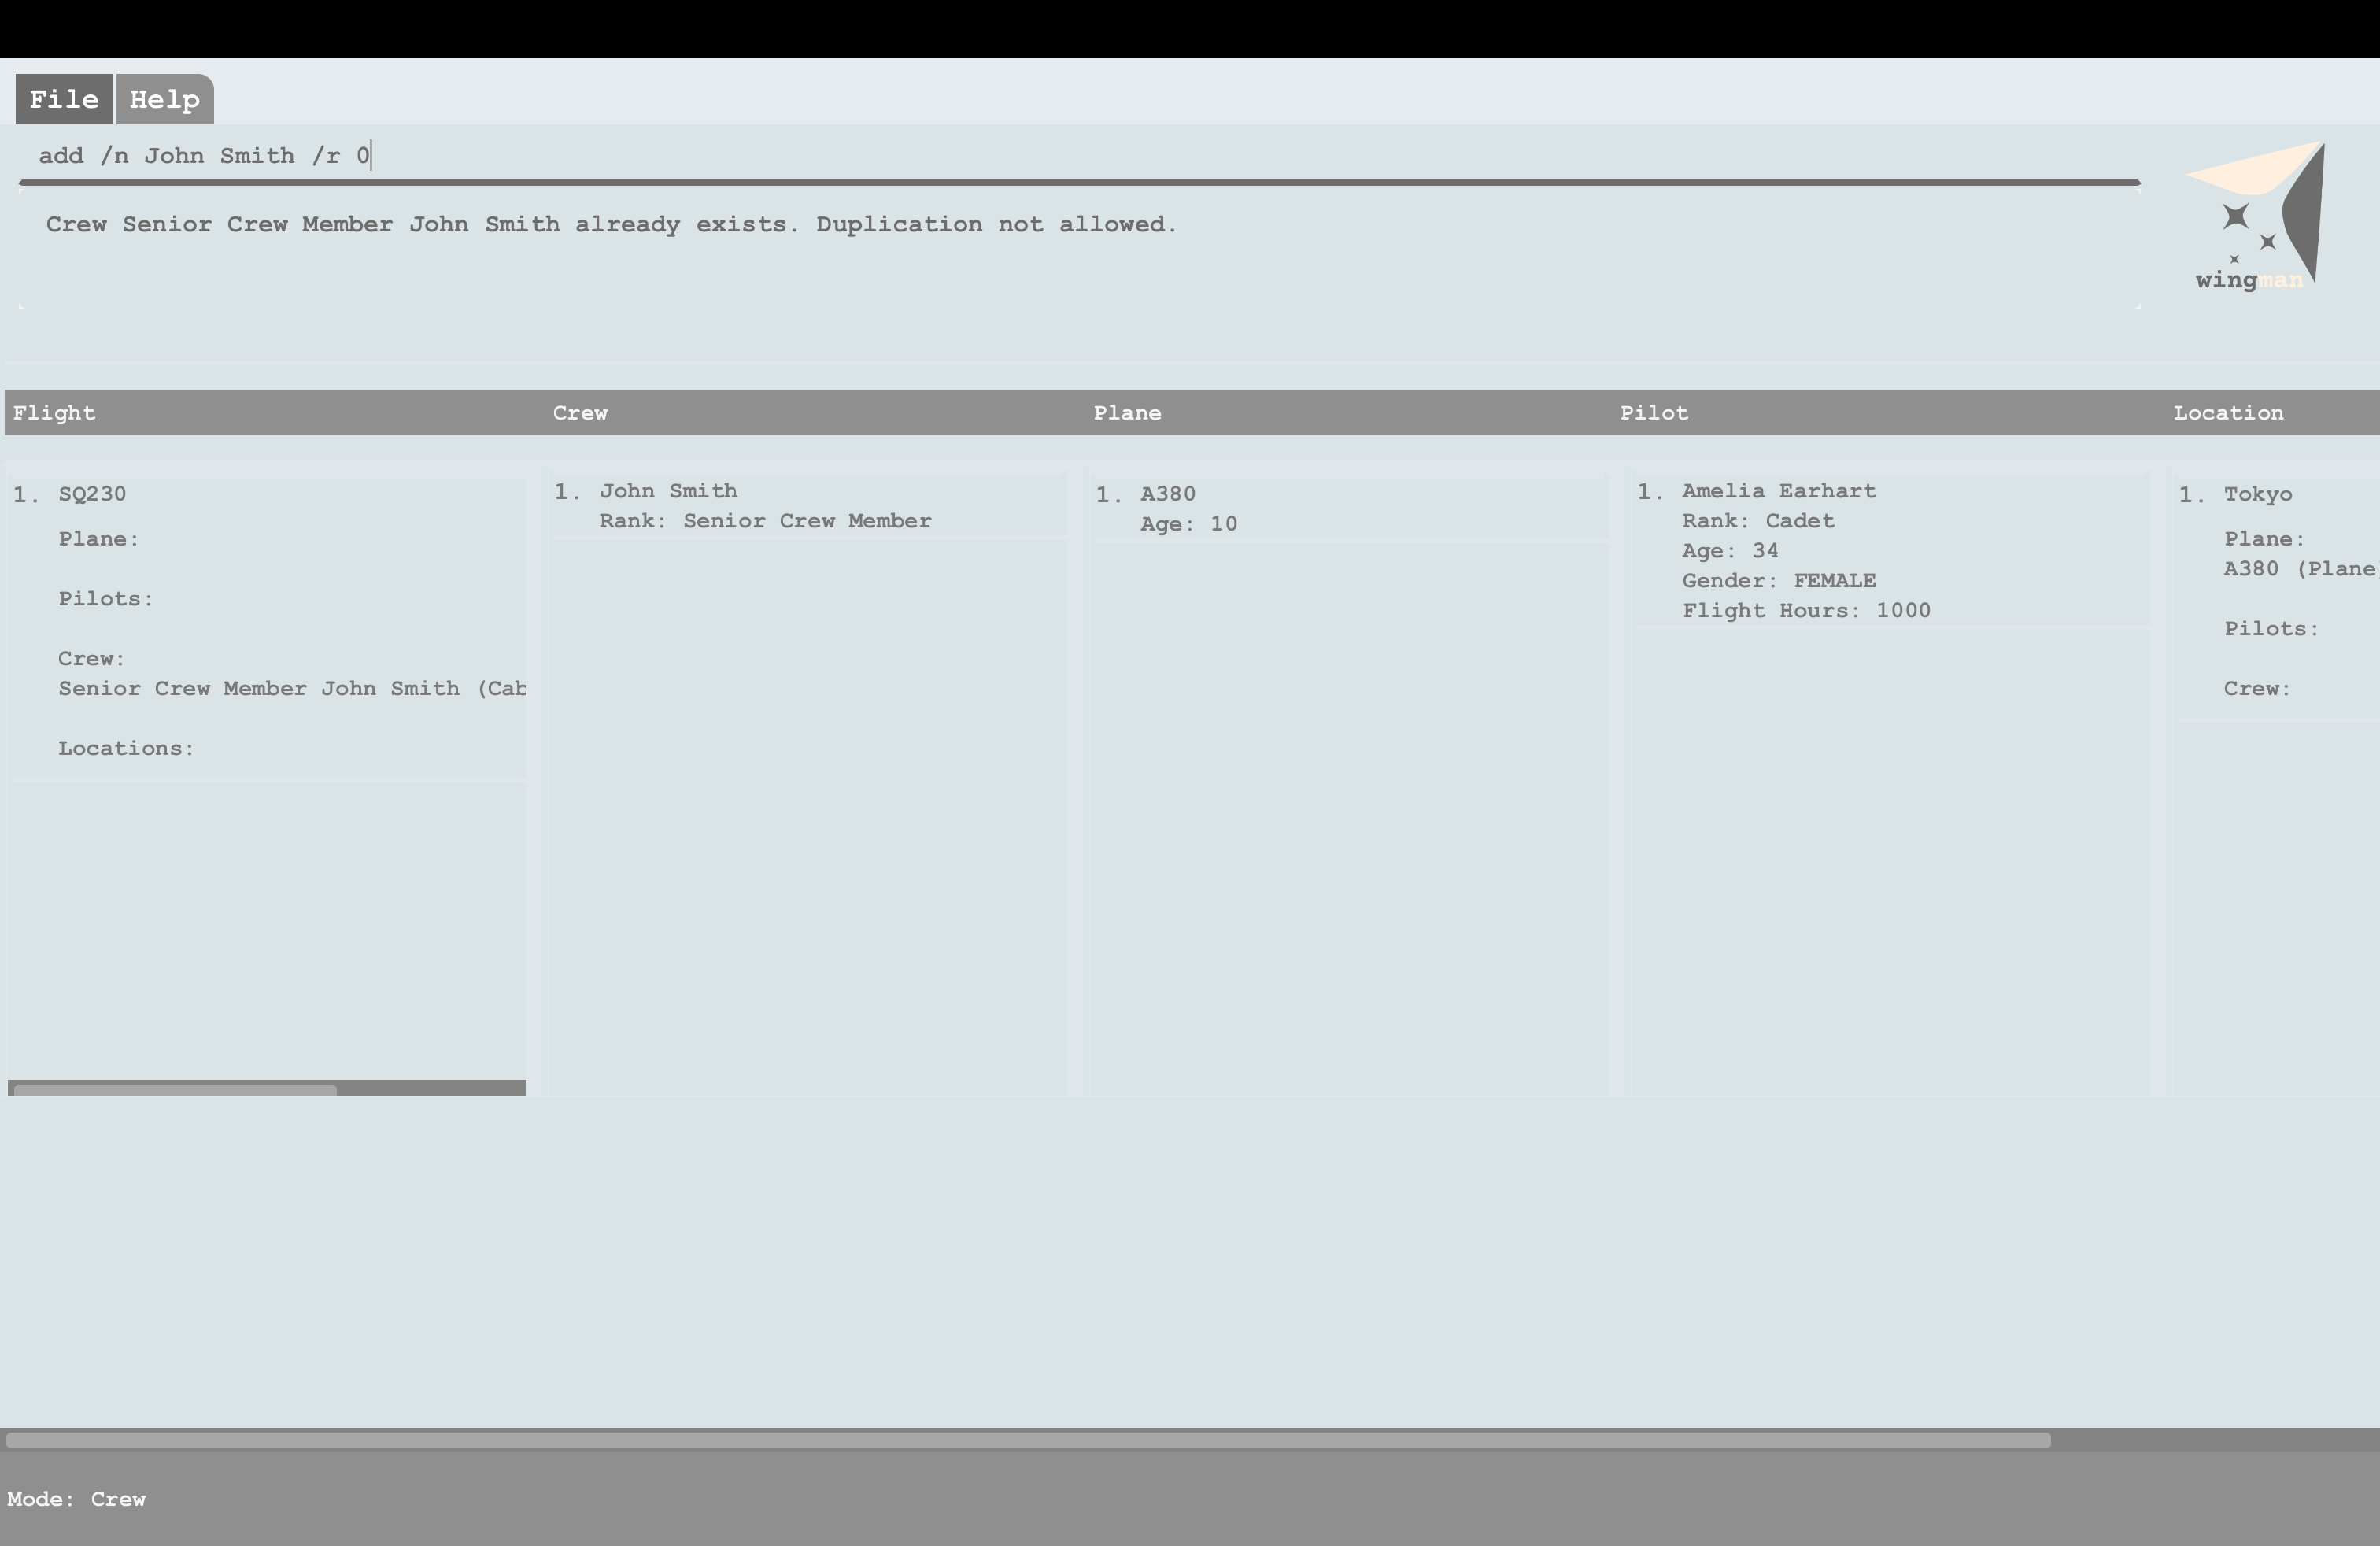 File Help
add /n John Smith /r 0
Crew Senior Crew Member John Smith already exists. Duplication not allowed.
wingman
Flight Crew Plane Pilot Location
1. SQ230
Plane:
Pilots:
Crew:
Senior Crew Member John Smith (Cab
Locations:
1. John Smith
Rank: Senior Crew Member
1. A380
Age: 10
1. Amelia Earhart
Rank: Cadet
Age: 34
Gender: FEMALE
Flight Hours: 1000
1. Tokyo
Plane:
A380 (Plane
Pilots:
Crew:
Mode: Crew